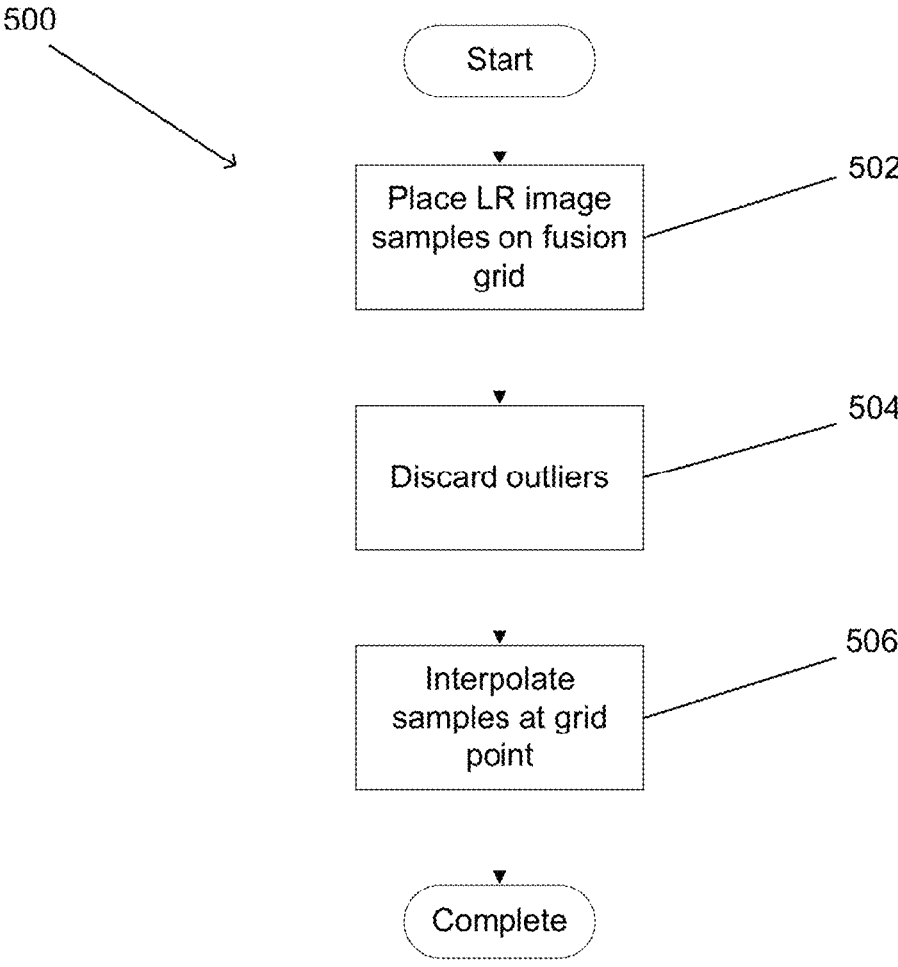 500
Start
502
Place LR image
samples on fusion
grid
504
Discard outliers
506
Interpolate
samples at grid
point
Complete